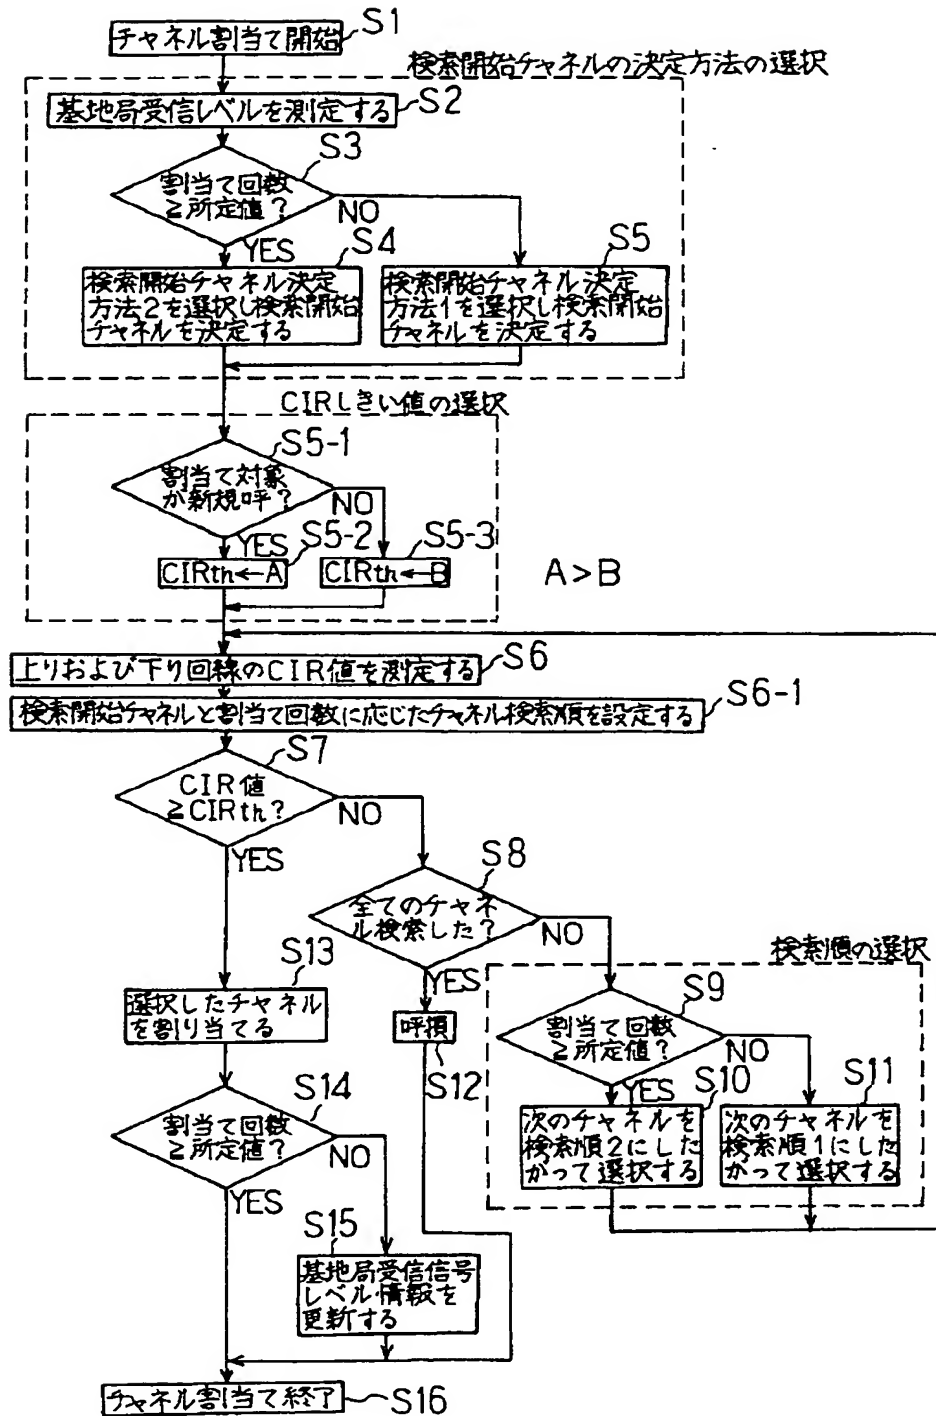 チャネル割当て開始
S1
検索開始チャネルの決定方法の選択
基地局受信レベルを測定する
S2
S3
割当て回数
≧所定値?
NO
YES
S4
S5
検索開始チャネル決定
方法2を選択し検索開始
チャネルを決定する
検索開始チャネル決定
方法1を選択し検索開始
チャネルを決定する
CIRしきい値の選択
S5-1
割当て対象
が新規呼?
NO
YES
S5-2
S5-3
CIRth←A
CIRth←B
A>B
上りおよび下り回線のCIR値を測定する
S6
検索開始チャネルと割当て回数に応じたチャネル検索順を設定する
S6-1
S7
CIR値
≧CIRth?
NO
YES
S8
全てのチャネ
ル検索した?
NO
YES
検索順の選択
S13
選択したチャネル
を割り当てる
呼損
S12
S9
割当て回数
≧所定値?
NO
YES
S10
S11
次のチャネルを
検索順2にした
がって選択する
次のチャネルを
検索順1にした
がって選択する
S14
割当て回数
≧所定値?
NO
YES
S15
基地局受信信号
レベル情報を
更新する
チャネル割当て終了
S16